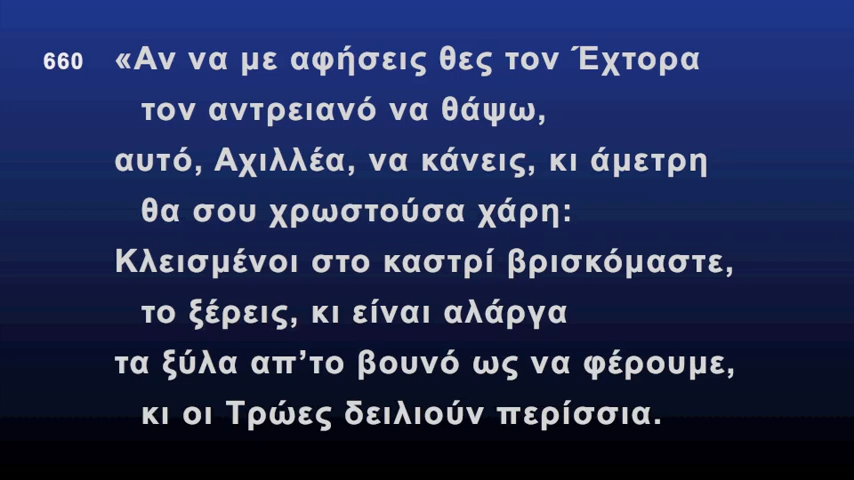 660 «Αν να με αφήσεις θες τον Έχτορα
τον αντρειανό να θάψω,
αυτό, Αχιλλέα, να κάνεις, κι άμετρη
θα σου χρωστούσα χάρη:
Κλεισμένοι στο καστρί βρισκόμαστε,
το ξέρεις, κι είναι αλάργα
τα ξύλα απ’το βουνό ως να φέρουμε,
κι οι Τρώες δειλιούν περίσσια.